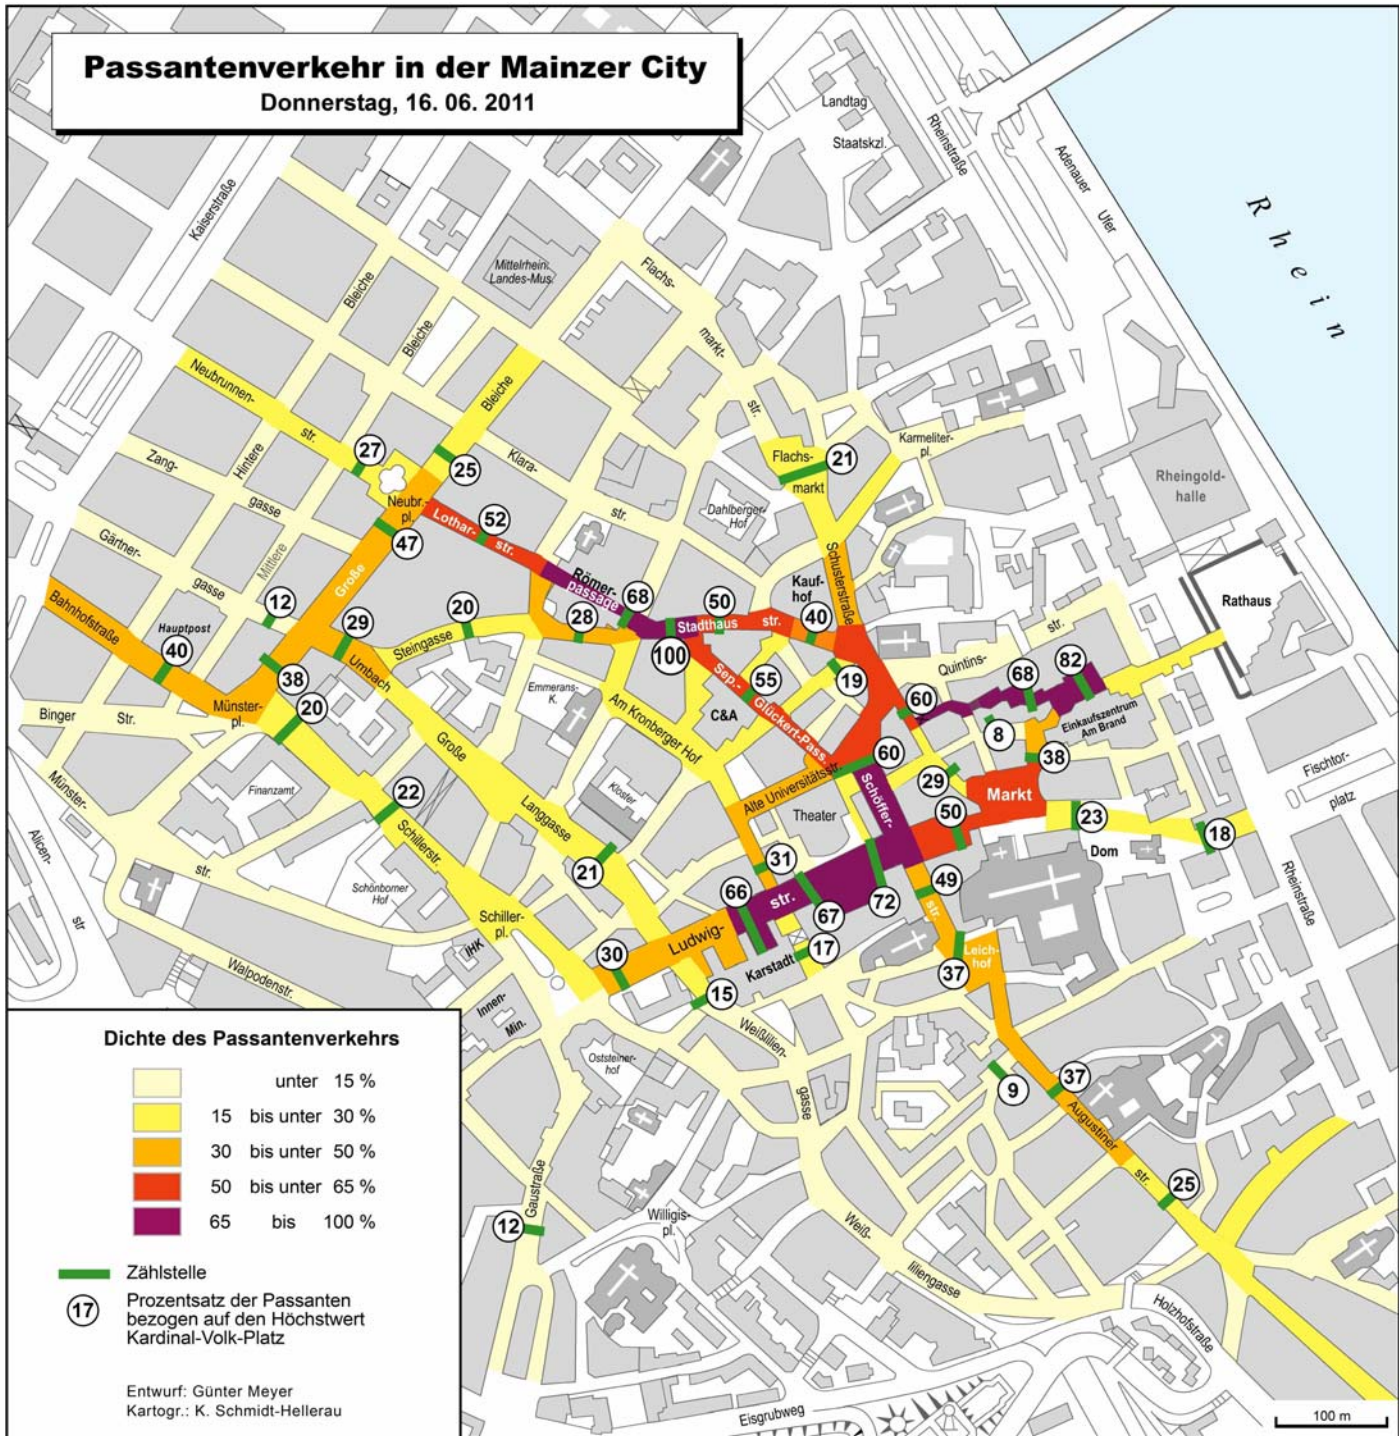 Passantenverkehr in der Mainzer City
Donnerstag, 16. 06. 2011
Landtag
Staatskzl.
Rheinstraße
Adenauer
Ufer
Rhein
Kaiserstraße
Bleiche
Bleiche
Mittelrhein.
Landes-Mus.
Flachs-
markt-
str.
Neubrunnen-
str.
27
Bleiche
25
Klara-
str.
Flachs-
markt
21
Karmeliter-
pl.
Rheingold-
halle
Zang-
gasse
Hintere
Neubr.-
pl.
47
Lothar-
str.
52
Dahlberger-
Hof
Gärtner-
gasse
Mittlere
Große
Römer-
passage
68
Kauf-
hof
Schusterstraße
Rathaus
Bahnhofstraße
Hauptpost
40
12
29
Steingasse
20
28
100
Stadthaus
str.
50
40
19
Quintins-
str.
68
82
Einkaufszentrum
Am Brand
38
Umbach
Münster-
pl.
20
Binger
Str.
Emmerans-
K.
Am Kronberger Hof
C&A
Sep.-
Glückert-Pass.
55
60
60
8
38
Markt
29
50
23
18
Dom
Fischtor-
platz
Rheinstraße
Münster-
str.
Alicen-
str
Finanzamt
22
Schillerstr.
Große
Langgasse
Kloster
21
Alte Universitätsstr.
Theater
Schöffer-
str
31
66
67
72
49
Ludwig-
str.
Schönborner
Hof
Schiller-
pl.
IHK
30
Karstadt
17
Leich-
hof
37
Walpodenstr.
Innen-
Min.
15
Weißlilien-
gasse
Oststeiner-
hof
9
37
Augustiner
str.
25
Gaustraße
12
Willigis-
pl.
Weiß-
liliengasse
Holzhofstraße
Eisgrubweg
100 m
Dichte des Passantenverkehrs
unter 15 %
15 bis unter 30 %
30 bis unter 50 %
50 bis unter 65 %
65 bis 100 %
Zählstelle
17
Prozentsatz der Passanten
bezogen auf den Höchstwert
Kardinal-Volk-Platz
Entwurf: Günter Meyer
Kartogr.: K. Schmidt-Hellerau